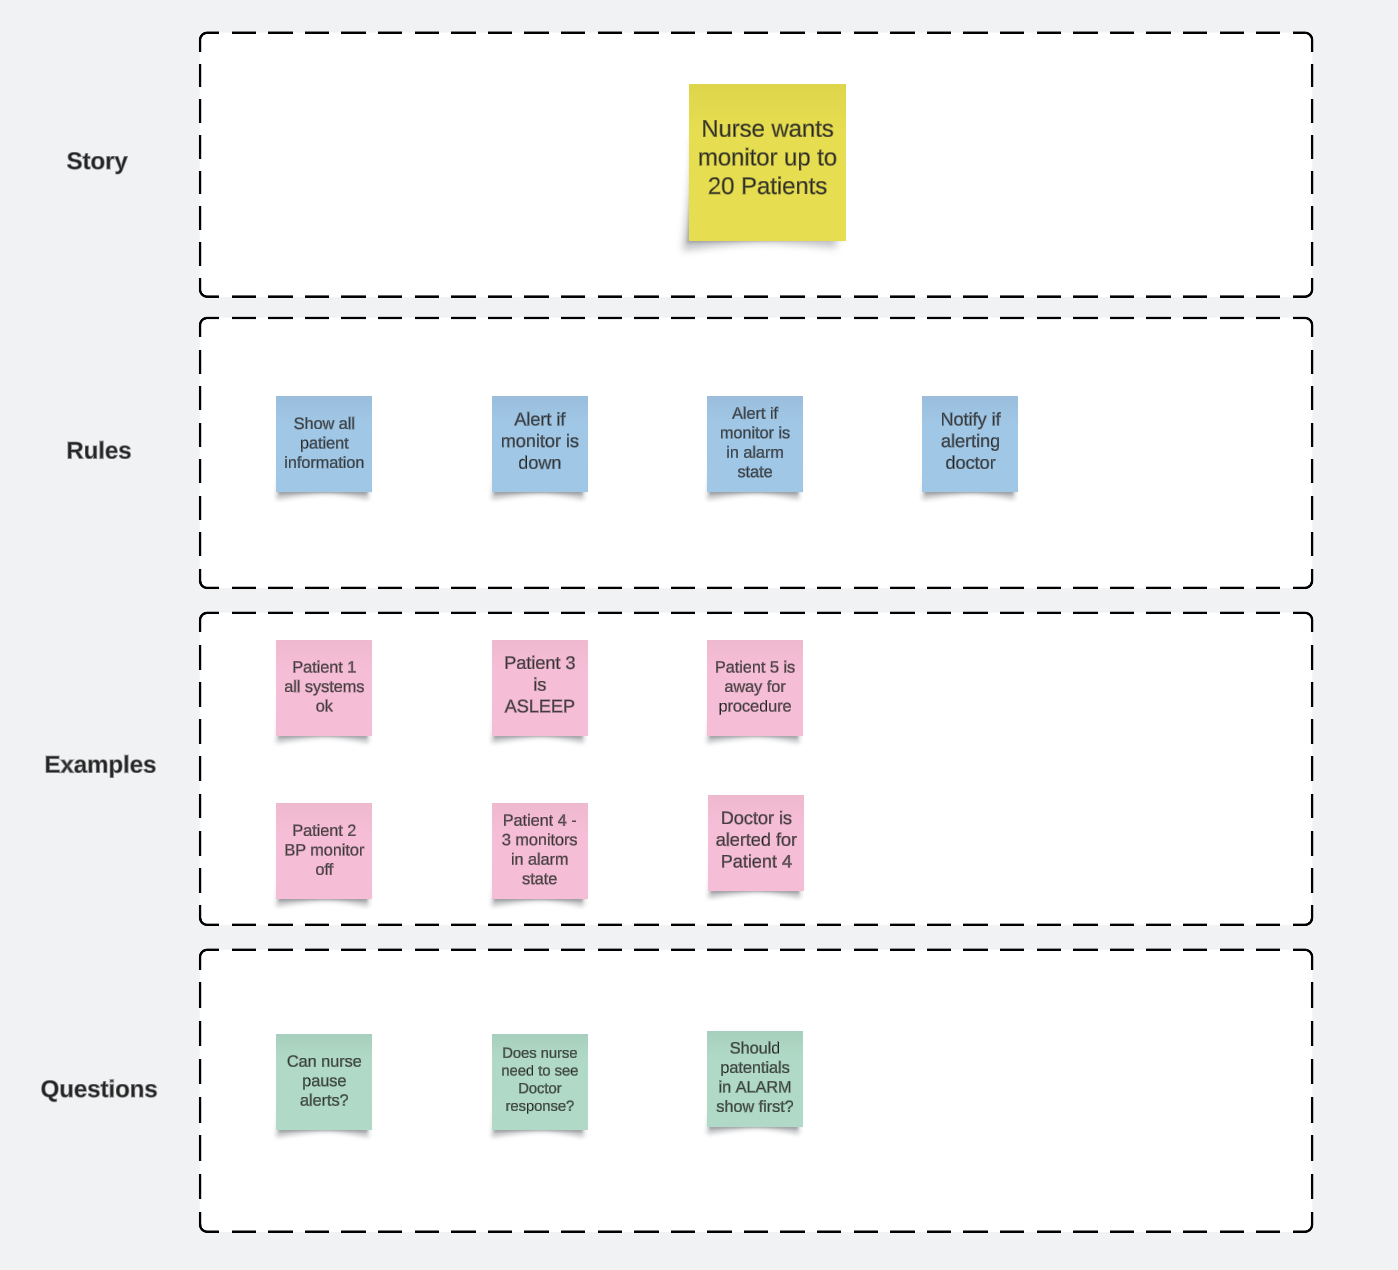 Story
Nurse wants
monitor up to
20 Patients
Rules
Show all
patient
information
Alert if
monitor is
down
Alert if
monitor is
in alarm
state
Notify if
alerting
doctor
Examples
Patient 1
all systems
ok
Patient 3
is
ASLEEP
Patient 5 is
away for
procedure
Patient 2
BP monitor
off
Patient 4 -
3 monitors
in alarm
state
Doctor is
alerted for
Patient 4
Questions
Can nurse
pause
alerts?
Does nurse
need to see
Doctor
response?
Should
patentials
in ALARM
show first?